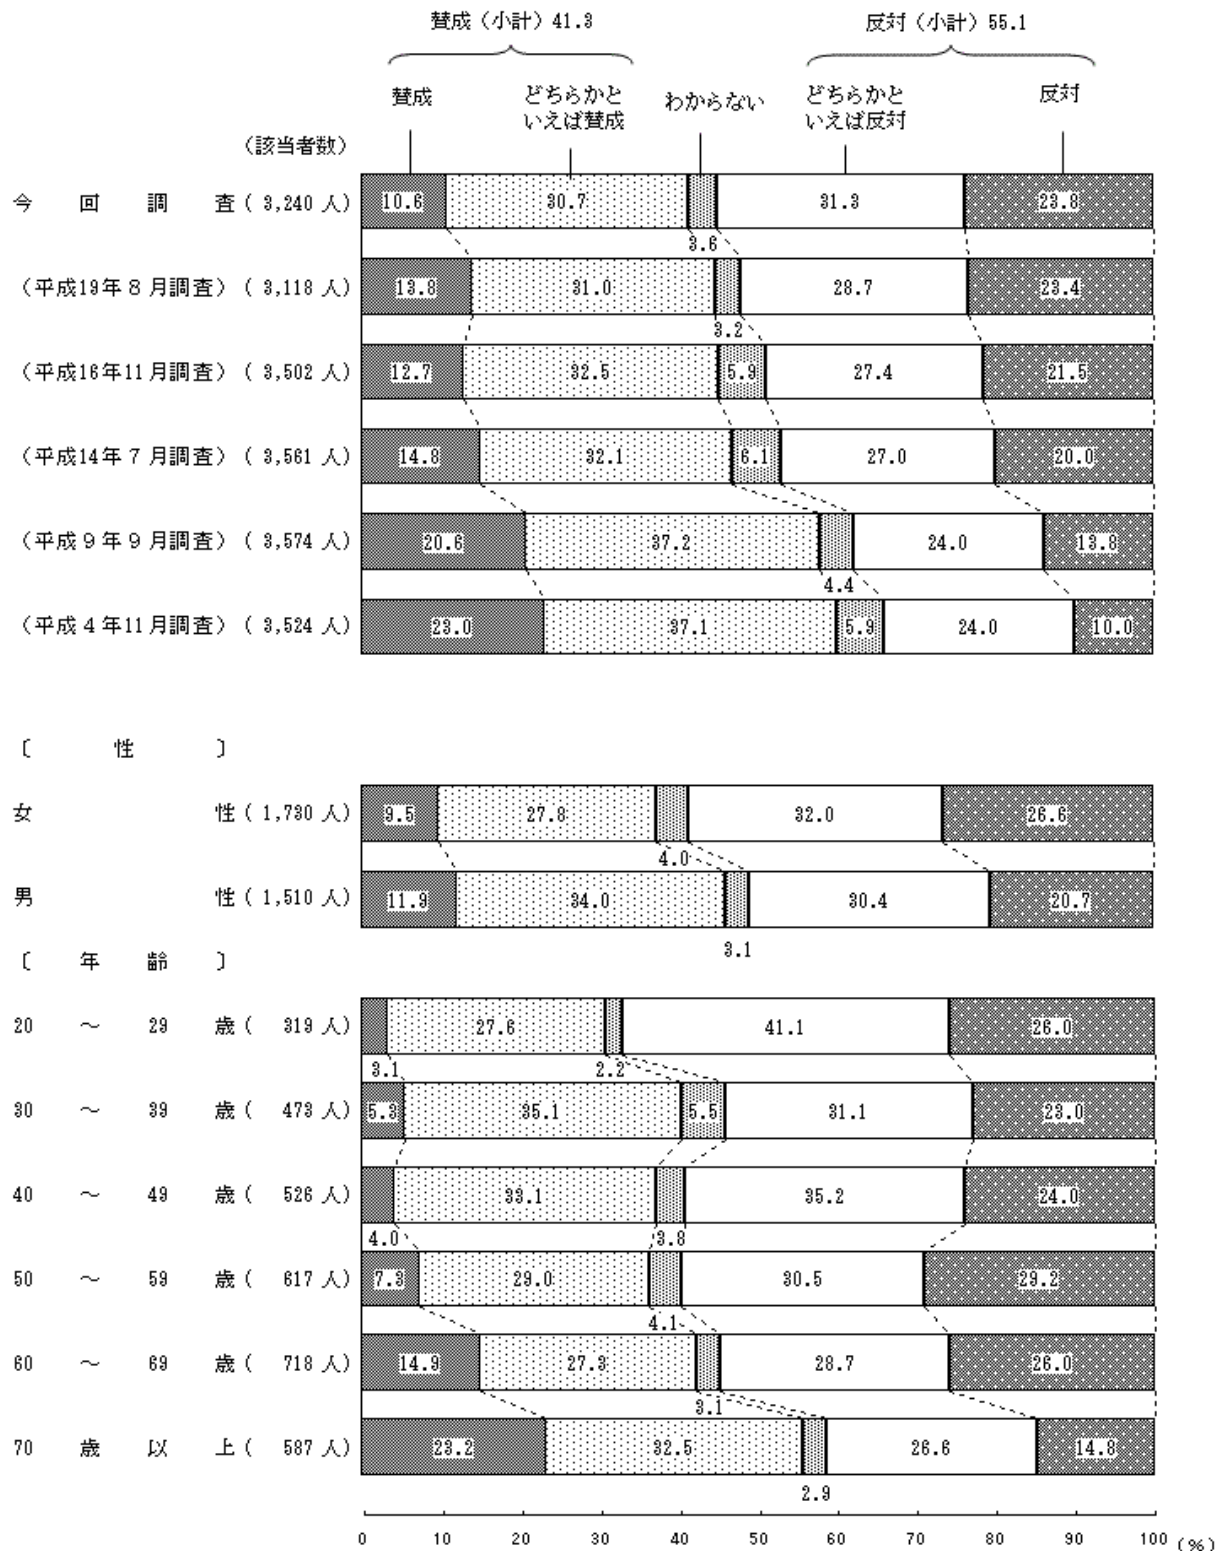 賛成（小計）41.3 反対（小計）55.1
賛成 どちらかと わからない どちらかと 反対
いえば賛成 いえば反対
（該当者数）
今回調査（3,240人） 10.6 30.7 31.3 23.8
3.6
（平成19年8月調査）（3,118人） 13.8 31.0 28.7 23.4
3.2
（平成16年11月調査）（3,502人） 12.7 32.5 5.9 27.4 21.5
（平成14年7月調査）（3,561人） 14.8 32.1 6.1 27.0 20.0
（平成9年9月調査）（3,574人） 20.6 37.2 24.0 13.8
4.4
（平成4年11月調査）（3,524人） 23.0 37.1 5.9 24.0 10.0
〔性〕
女性（1,730人） 9.5 27.8 32.0 26.6
4.0
男性（1,510人） 11.9 34.0 30.4 20.7
3.1
〔年齢〕
20～29歳（319人） 27.6 41.1 26.0
3.1 2.2
30～39歳（473人） 5.3 35.1 5.5 31.1 23.0
40～49歳（526人） 33.1 35.2 24.0
4.0 3.8
50～59歳（617人） 7.3 29.0 30.5 29.2
4.1
60～69歳（718人） 14.9 27.3 28.7 26.0
3.1
70歳以上（587人） 23.2 32.5 26.6 14.8
2.9
0 10 20 30 40 50 60 70 80 90 100（%）